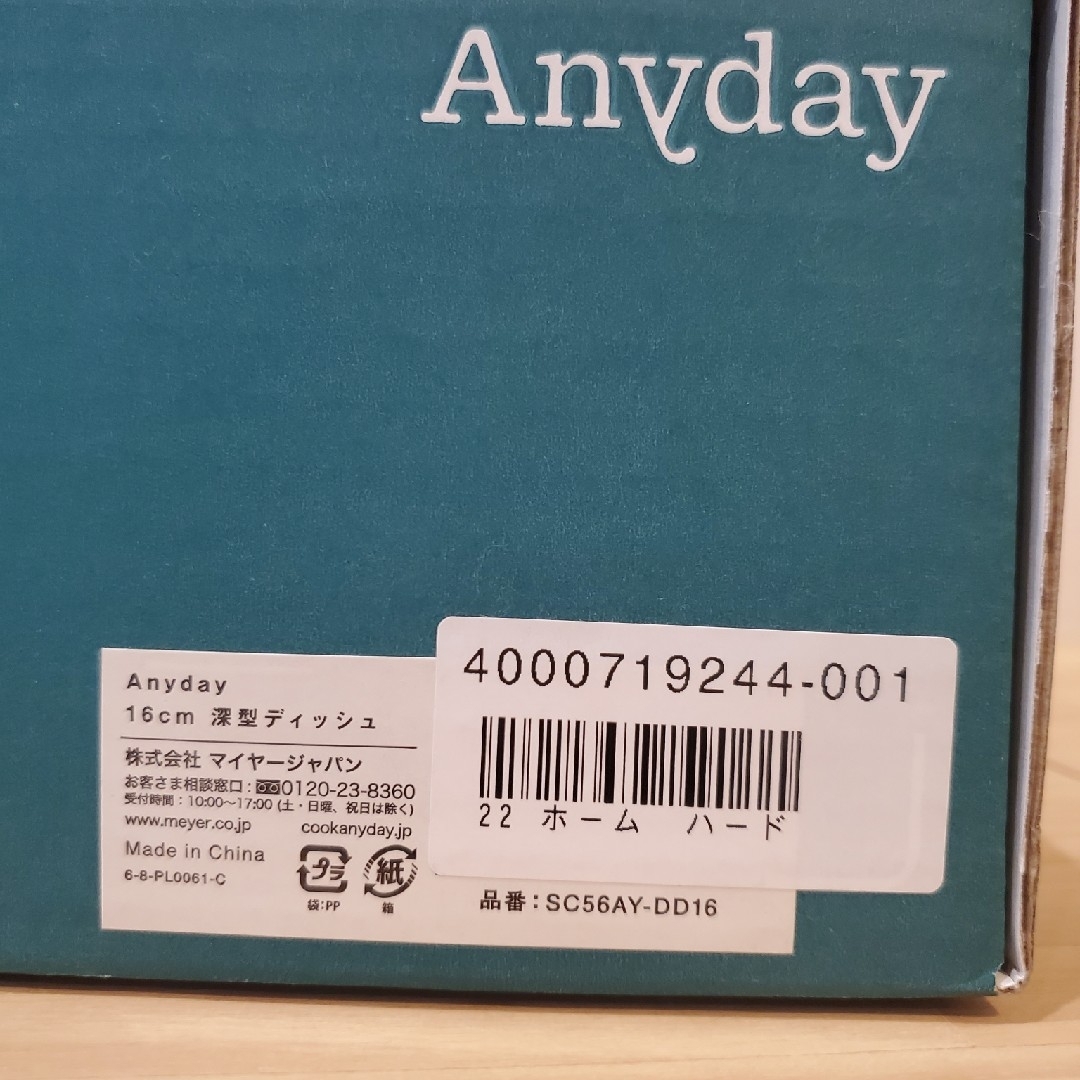 Anyday
4000719244-001
22 ホーム ハード
Anyday
16cm 深型ディッシュ
株式会社 マイヤージャパン
お客さま相談窓口:0120-23-8360
受付時間:10:00〜17:00 (土・日曜、祝日は除く)
www.meyer.co.jp cookanyday.jp
Made in China
6-8-PL0061-C
プラ
袋:PP
紙
箱
品番:SC56AY-DD16